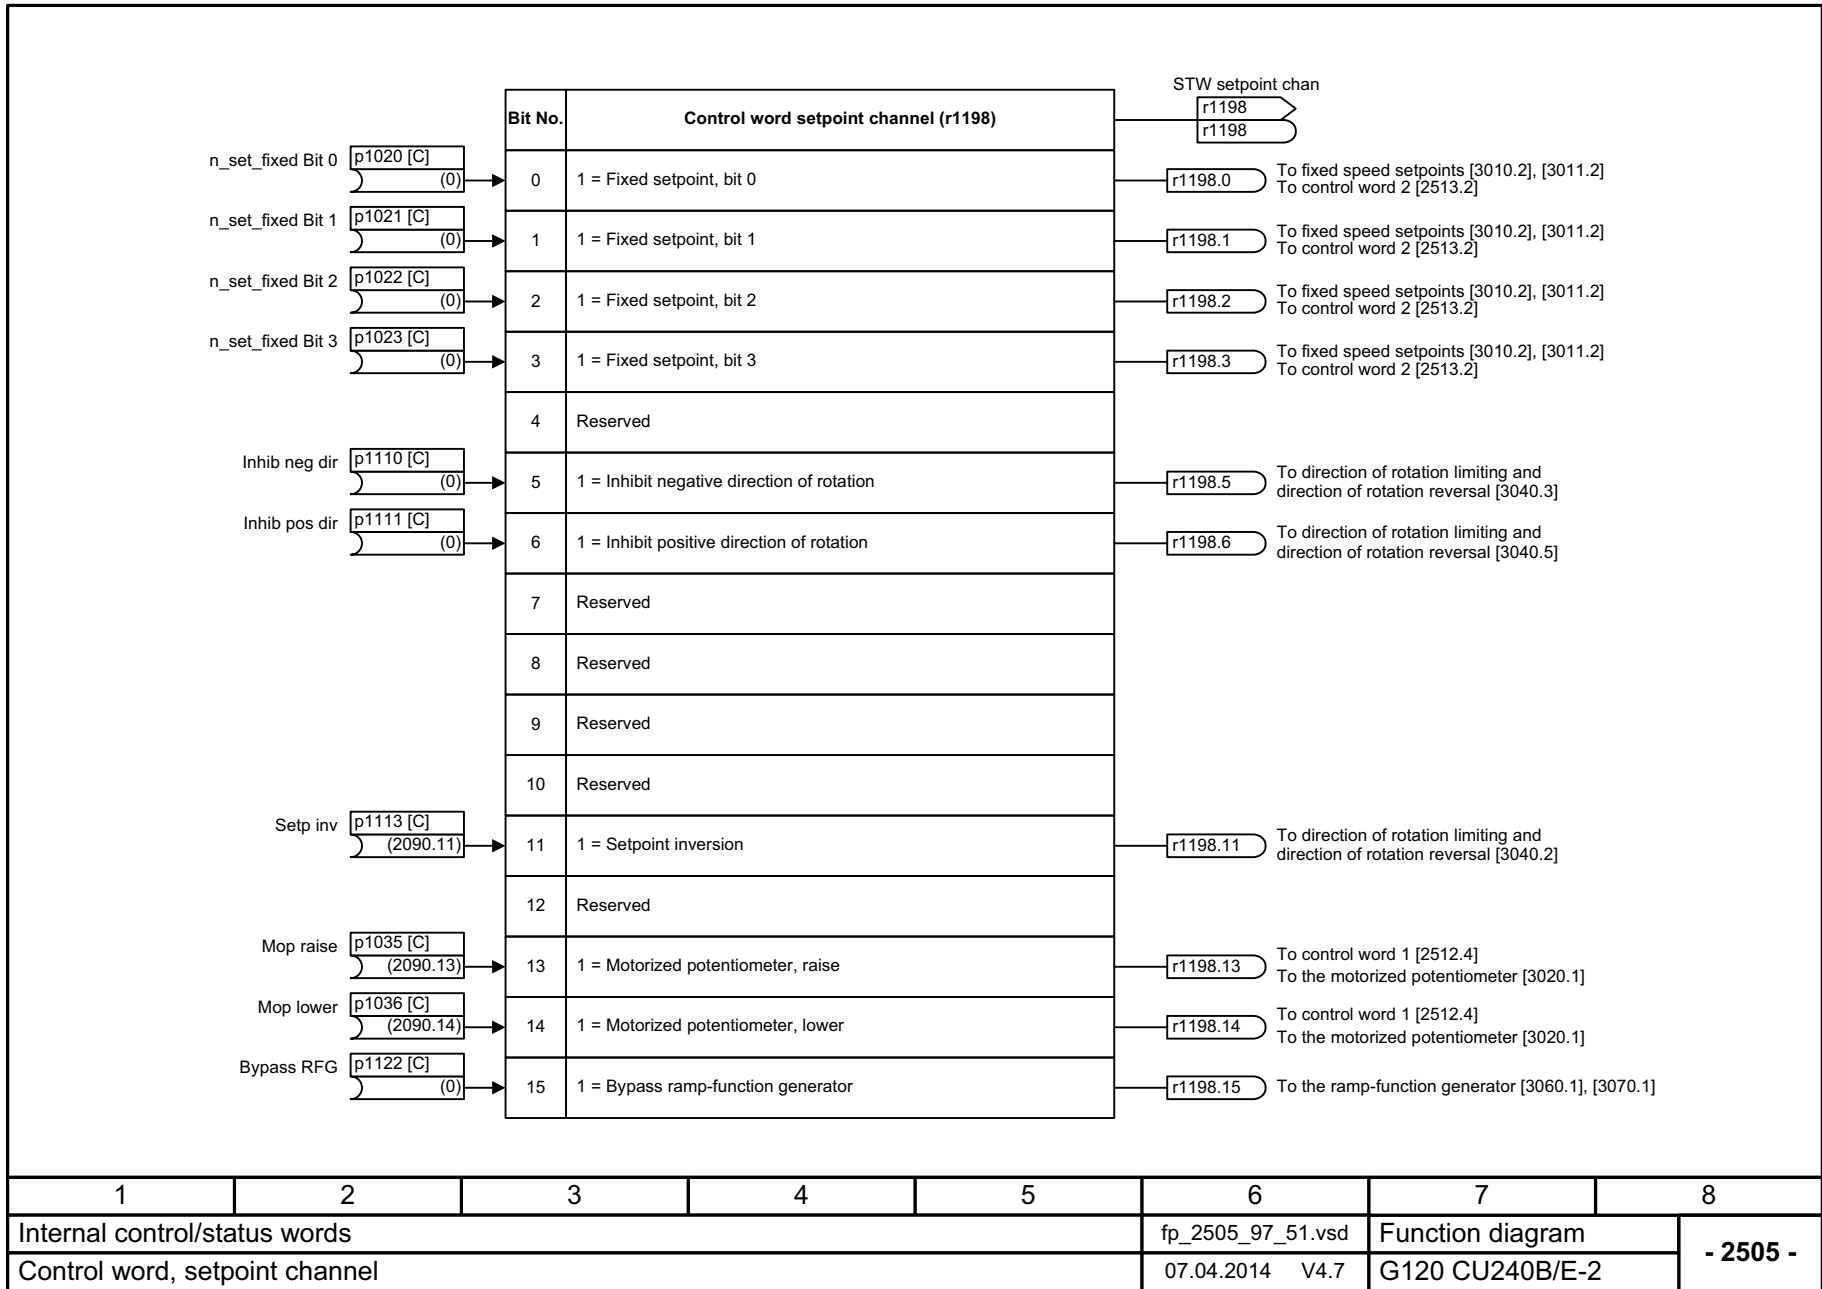 STW setpoint chan
Bit No. Control word setpoint channel (r1198) r1198
r1198
n_set_fixed Bit 0 p1020 [C]
(0) 0 1 = Fixed setpoint, bit 0 r1198.0 To fixed speed setpoints [3010.2], [3011.2]
To control word 2 [2513.2]
n_set_fixed Bit 1 p1021 [C]
(0) 1 1 = Fixed setpoint, bit 1 r1198.1 To fixed speed setpoints [3010.2], [3011.2]
To control word 2 [2513.2]
n_set_fixed Bit 2 p1022 [C]
(0) 2 1 = Fixed setpoint, bit 2 r1198.2 To fixed speed setpoints [3010.2], [3011.2]
To control word 2 [2513.2]
n_set_fixed Bit 3 p1023 [C]
(0) 3 1 = Fixed setpoint, bit 3 r1198.3 To fixed speed setpoints [3010.2], [3011.2]
To control word 2 [2513.2]
4 Reserved
Inhib neg dir p1110 [C]
(0) 5 1 = Inhibit negative direction of rotation r1198.5 To direction of rotation limiting and
direction of rotation reversal [3040.3]
Inhib pos dir p1111 [C]
(0) 6 1 = Inhibit positive direction of rotation r1198.6 To direction of rotation limiting and
direction of rotation reversal [3040.5]
7 Reserved
8 Reserved
9 Reserved
10 Reserved
Setp inv p1113 [C]
(2090.11) 11 1 = Setpoint inversion r1198.11 To direction of rotation limiting and
direction of rotation reversal [3040.2]
12 Reserved
Mop raise p1035 [C]
(2090.13) 13 1 = Motorized potentiometer, raise r1198.13 To control word 1 [2512.4]
To the motorized potentiometer [3020.1]
Mop lower p1036 [C]
(2090.14) 14 1 = Motorized potentiometer, lower r1198.14 To control word 1 [2512.4]
To the motorized potentiometer [3020.1]
Bypass RFG p1122 [C]
(0) 15 1 = Bypass ramp-function generator r1198.15 To the ramp-function generator [3060.1], [3070.1]
1 2 3 4 5 6 7 8
Internal control/status words fp_2505_97_51.vsd Function diagram - 2505 -
Control word, setpoint channel 07.04.2014 V4.7 G120 CU240B/E-2